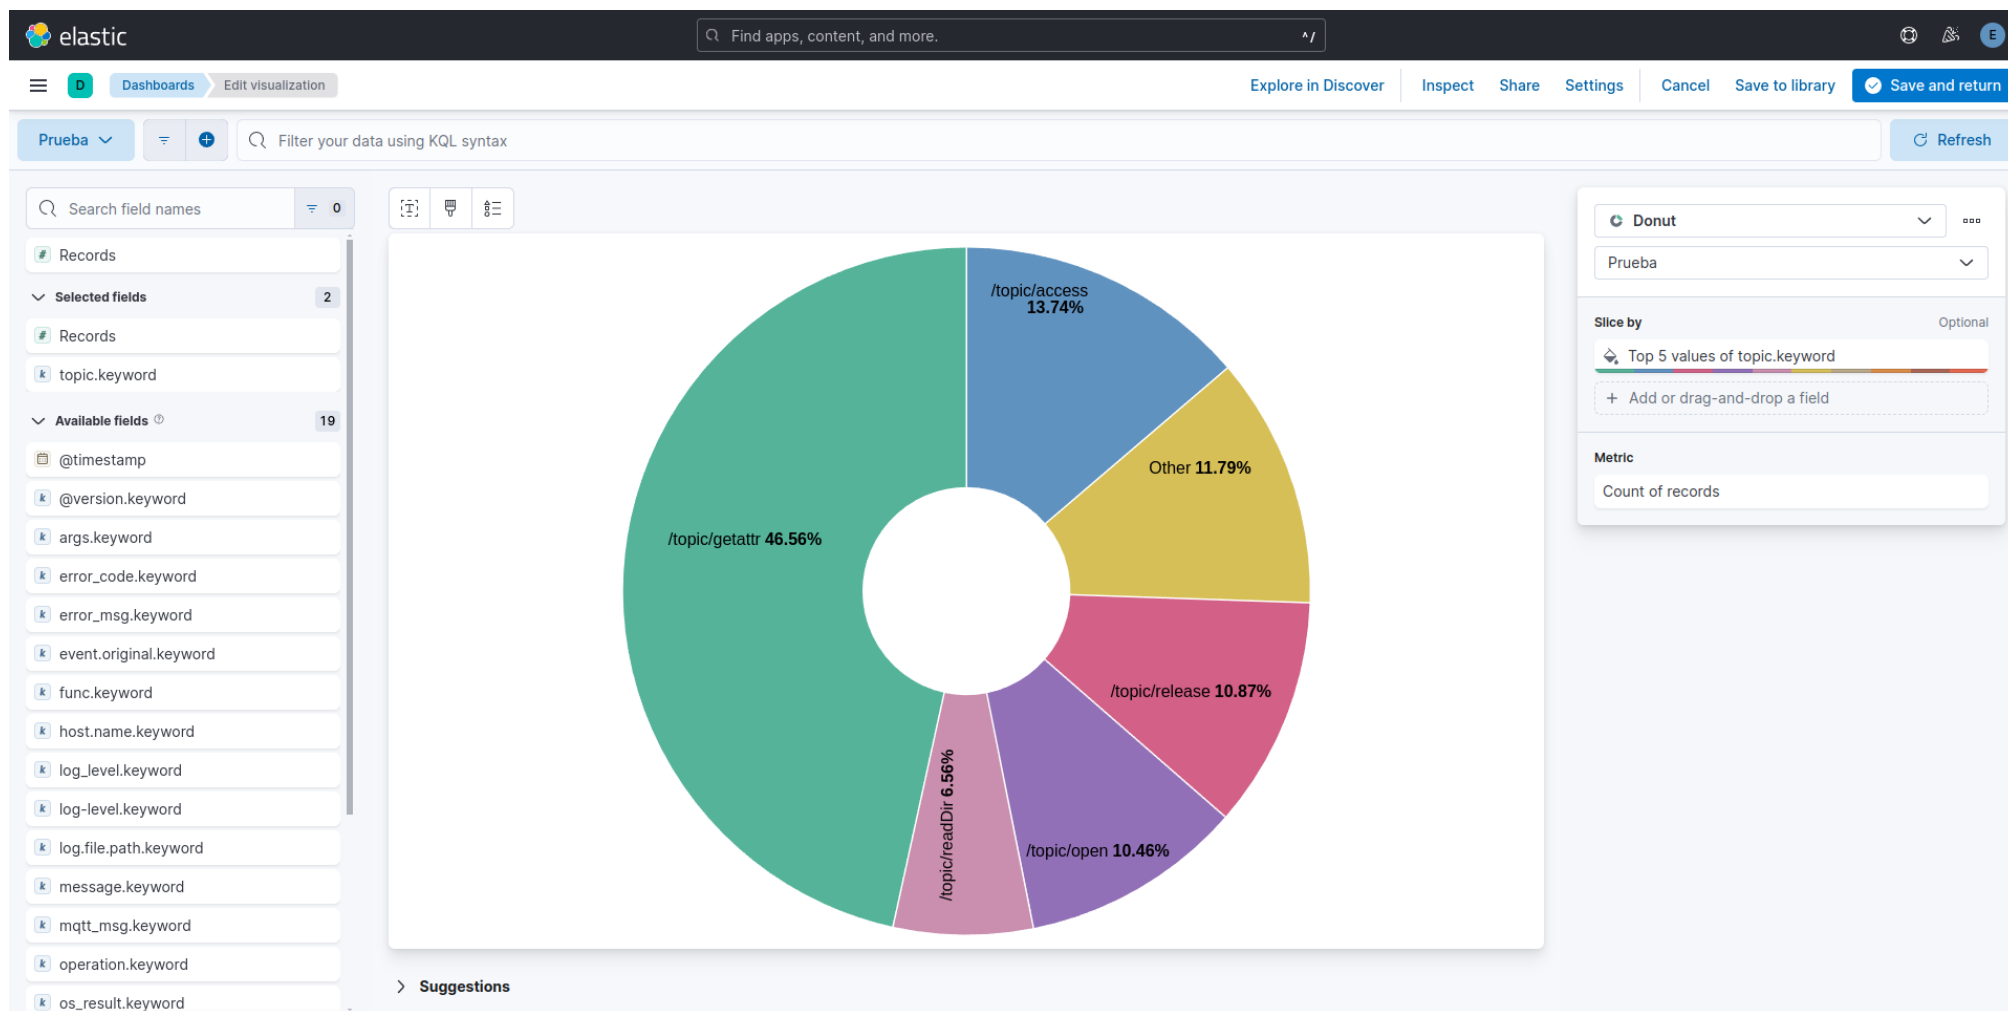 elastic
Find apps, content, and more.
^/
E
D
Dashboards
Edit visualization
Explore in Discover
Inspect
Share
Settings
Cancel
Save to library
Save and return
Prueba
Filter your data using KQL syntax
Refresh
Search field names
0
# Records
Selected fields
2
# Records
k topic.keyword
Available fields
19
@timestamp
k @version.keyword
k args.keyword
k error_code.keyword
k error_msg.keyword
k event.original.keyword
k func.keyword
k host.name.keyword
k log_level.keyword
k log-level.keyword
k log.file.path.keyword
k message.keyword
k mqtt_msg.keyword
k operation.keyword
k os_result.keyword
/topic/access
13.74%
Other 11.79%
/topic/getattr 46.56%
/topic/release 10.87%
/topic/readDir 6.56%
/topic/open 10.46%
Suggestions
Donut
Prueba
Slice by
Optional
Top 5 values of topic.keyword
+ Add or drag-and-drop a field
Metric
Count of records